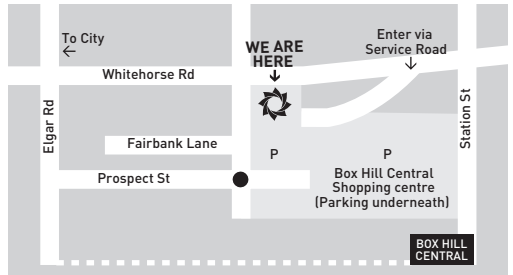 To City
←
WE ARE
HERE
↓
Enter via
Service Road
↓
Whitehorse Rd
Elgar Rd
Station St
Fairbank Lane
P
P
Prospect St
Box Hill Central
Shopping centre
(Parking underneath)
BOX HILL
CENTRAL